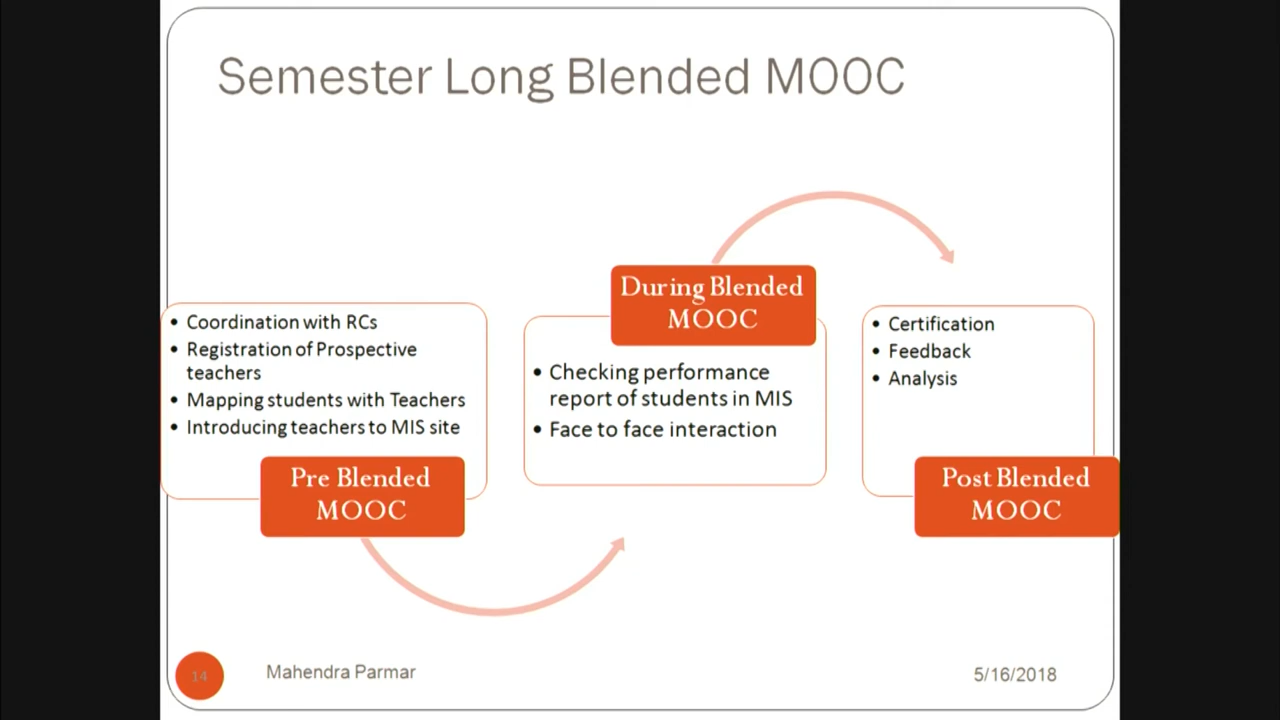 Semester Long Blended MOOC
• Coordination with RCs
• Registration of Prospective
teachers
• Mapping students with Teachers
• Introducing teachers to MIS site
Pre Blended
MOOC
During Blended
MOOC
• Checking performance
report of students in MIS
• Face to face interaction
• Certification
• Feedback
• Analysis
Post Blended
MOOC
14
Mahendra Parmar
5/16/2018